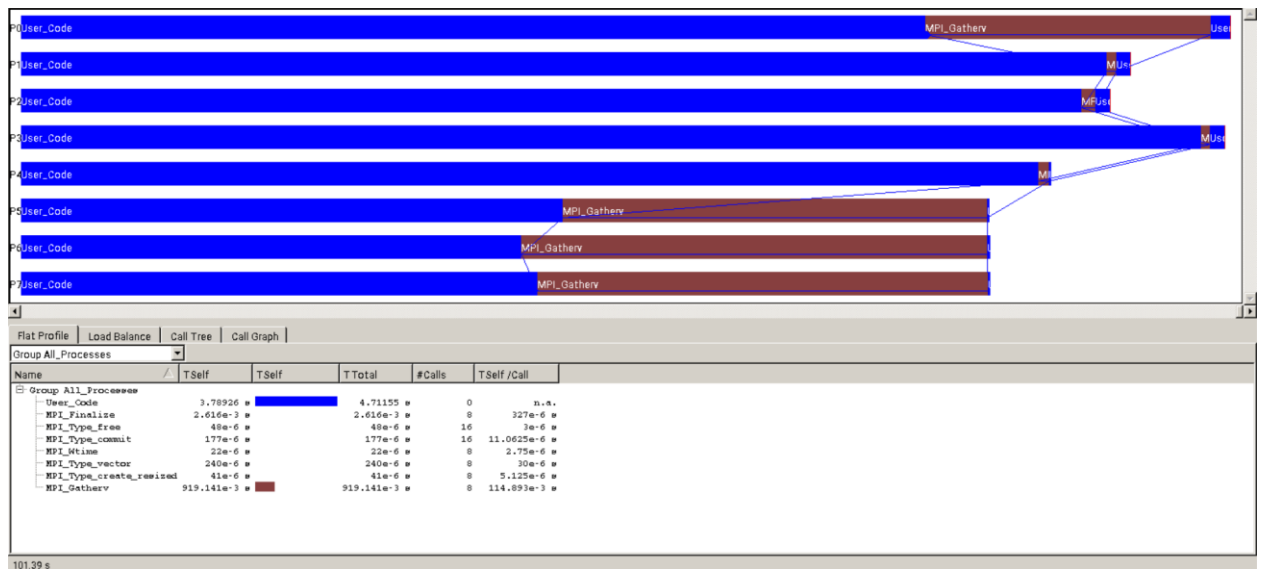 P0User_Code MPI_Gatherv User
P1User_Code M Use
P2User_Code MF Use
P3User_Code M Use
P4User_Code M
P5User_Code MPI_Gatherv
P6User_Code MPI_Gatherv
P7User_Code MPI_Gatherv
Flat Profile Load Balance Call Tree Call Graph
Group All_Processes
Name TSelf TSelf TTotal #Calls TSelf /Call
Group All_Processes
User_Code 3.78926 s 4.71155 s 0 n.a.
MPI_Finalize 2.616e-3 s 2.616e-3 s 8 327e-6 s
MPI_Type_free 48e-6 s 48e-6 s 16 3e-6 s
MPI_Type_commit 177e-6 s 177e-6 s 16 11.0625e-6 s
MPI_Wtime 22e-6 s 22e-6 s 8 2.75e-6 s
MPI_Type_vector 240e-6 s 240e-6 s 8 30e-6 s
MPI_Type_create_resized 41e-6 s 41e-6 s 8 5.125e-6 s
MPI_Gatherv 919.141e-3 s 919.141e-3 s 8 114.893e-3 s
101.39 s